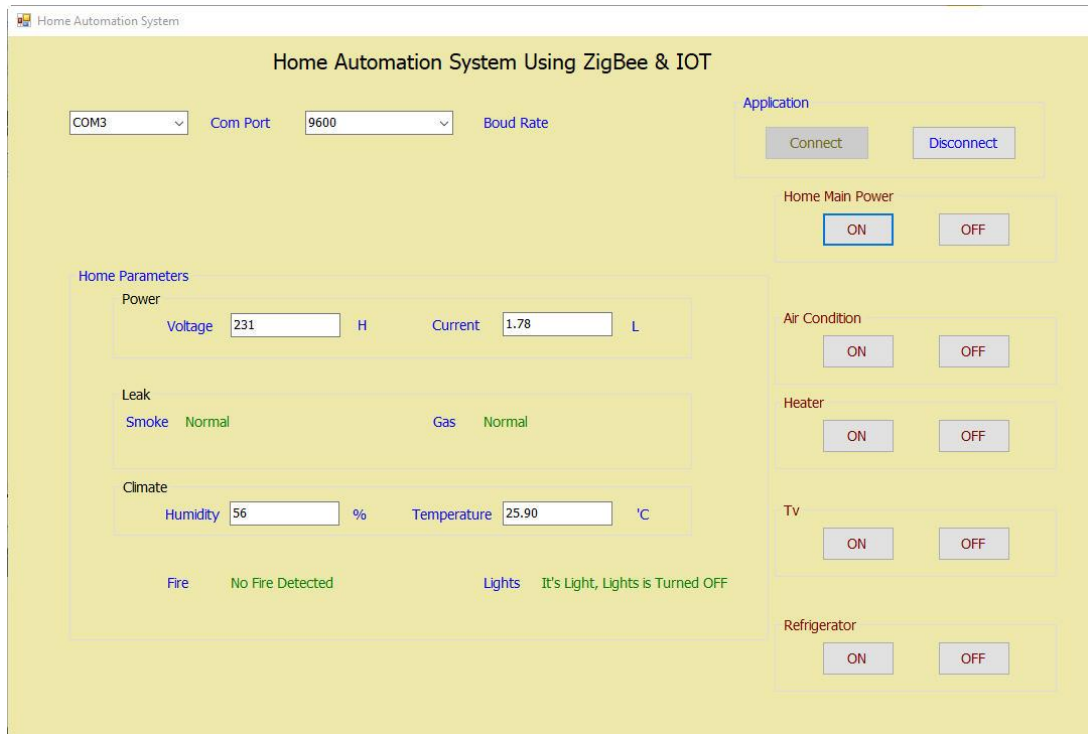 Home Automation System
Home Automation System Using ZigBee & IOT
COM3 Com Port 9600 Boud Rate
Application
Connect Disconnect
Home Main Power
ON OFF
Home Parameters
Power
Voltage 231 H Current 1.78 L
Air Condition
ON OFF
Leak
Smoke Normal Gas Normal
Heater
ON OFF
Climate
Humidity 56 % Temperature 25.90 'C
Tv
ON OFF
Fire No Fire Detected Lights It's Light, Lights is Turned OFF
Refrigerator
ON OFF